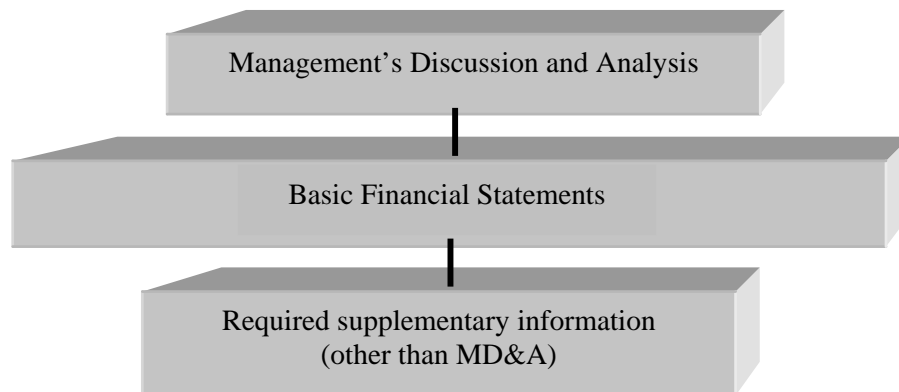 Management’s Discussion and Analysis
Basic Financial Statements
Required supplementary information
(other than MD&A)